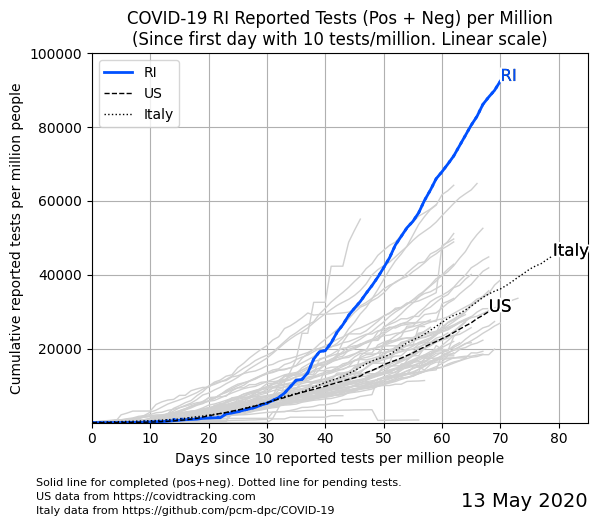 COVID-19 RI Reported Tests (Pos + Neg) per Million
(Since first day with 10 tests/million. Linear scale)
100000
80000
60000
40000
20000
Cumulative reported tests per million people
RI
US
Italy
RI
Italy
US
0 10 20 30 40 50 60 70 80
Days since 10 reported tests per million people
Solid line for completed (pos+neg). Dotted line for pending tests.
US data from https://covidtracking.com
Italy data from https://github.com/pcm-dpc/COVID-19
13 May 2020